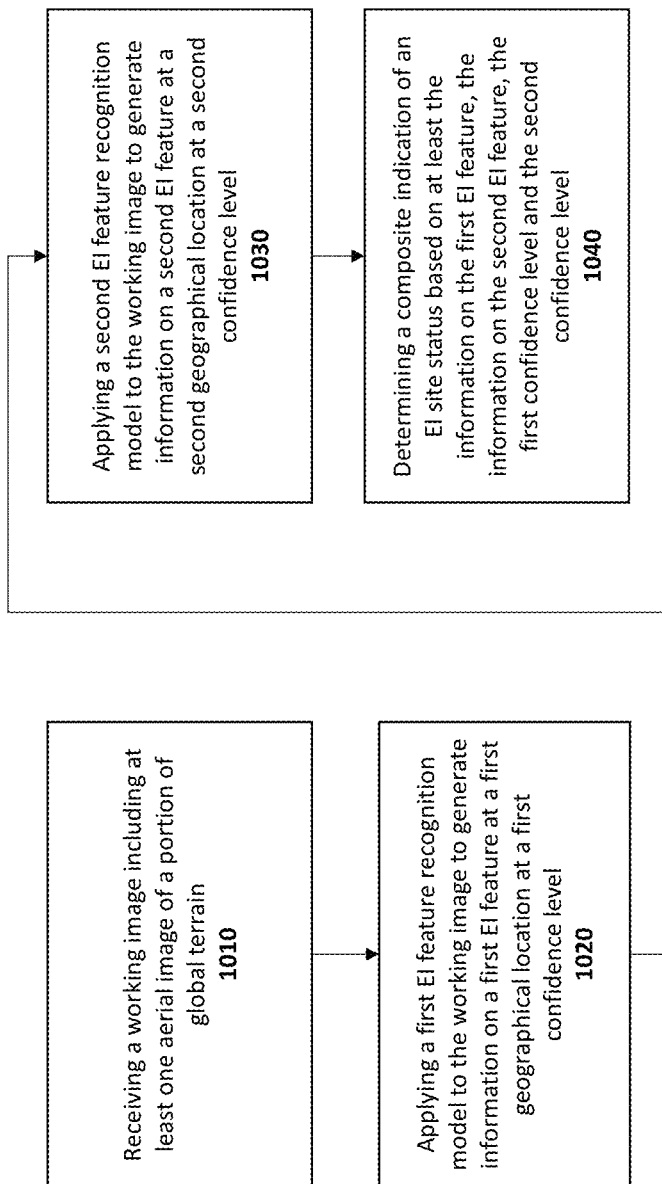 Receiving a working image including at
least one aerial image of a portion of
global terrain
1010
Applying a first EI feature recognition
model to the working image to generate
information on a first EI feature at a first
geographical location at a first
confidence level
1020
Applying a second EI feature recognition
model to the working image to generate
information on a second EI feature at a
second geographical location at a second
confidence level
1030
Determining a composite indication of an
EI site status based on at least the
information on the first EI feature, the
information on the second EI feature, the
first confidence level and the second
confidence level
1040